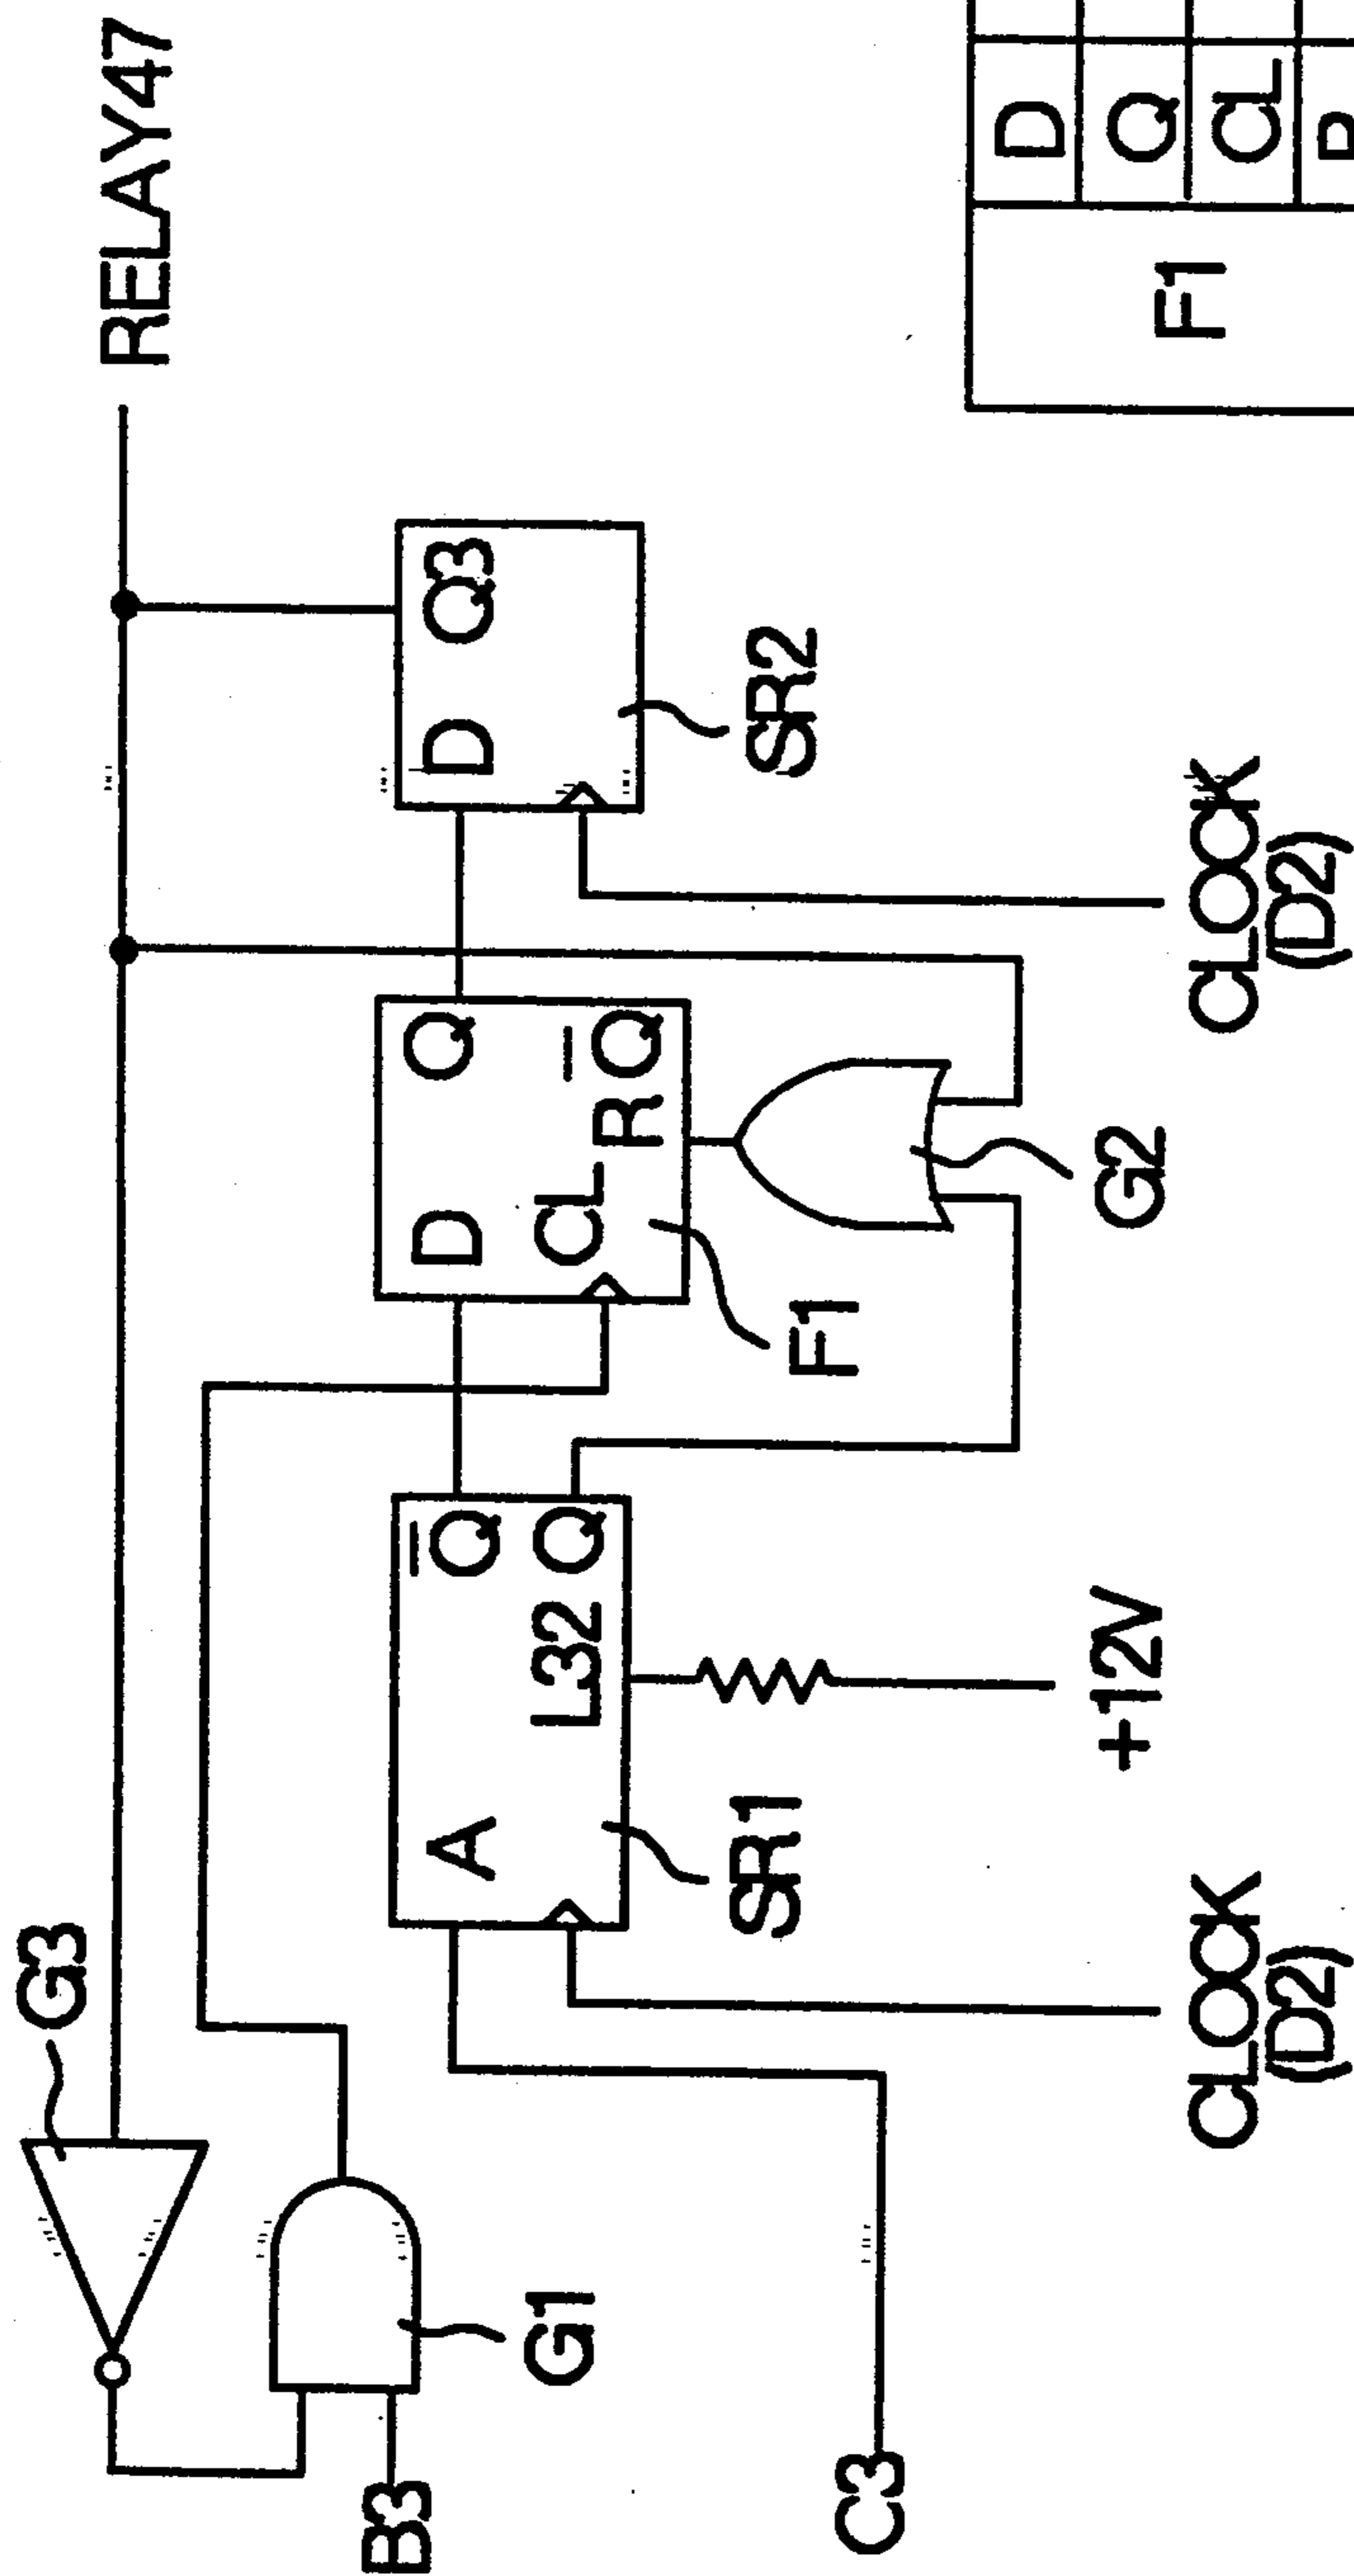 RELAY47
G3
G1
B3
C3
A
Q̅
L32
Q
SR1
+12V
CLOCK
(D2)
D
Q
CL
R
Q̅
F1
G2
D
Q3
SR2
CLOCK
(D2)
F1
D
Q
CL